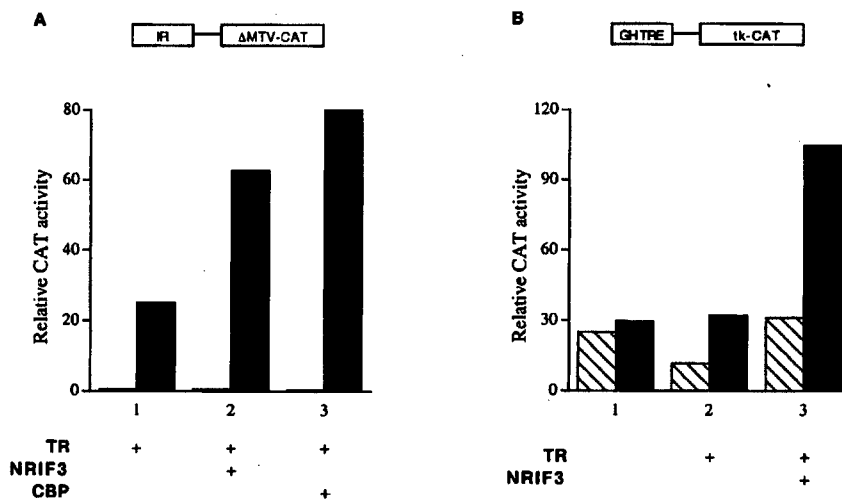 A
IR
ΔMTV-CAT
Relative CAT activity
80
60
40
20
0
1 2 3
TR + + +
NRIF3 +
CBP +
B
GHTRE
tk-CAT
Relative CAT activity
120
90
60
30
0
1 2 3
TR + +
NRIF3 +